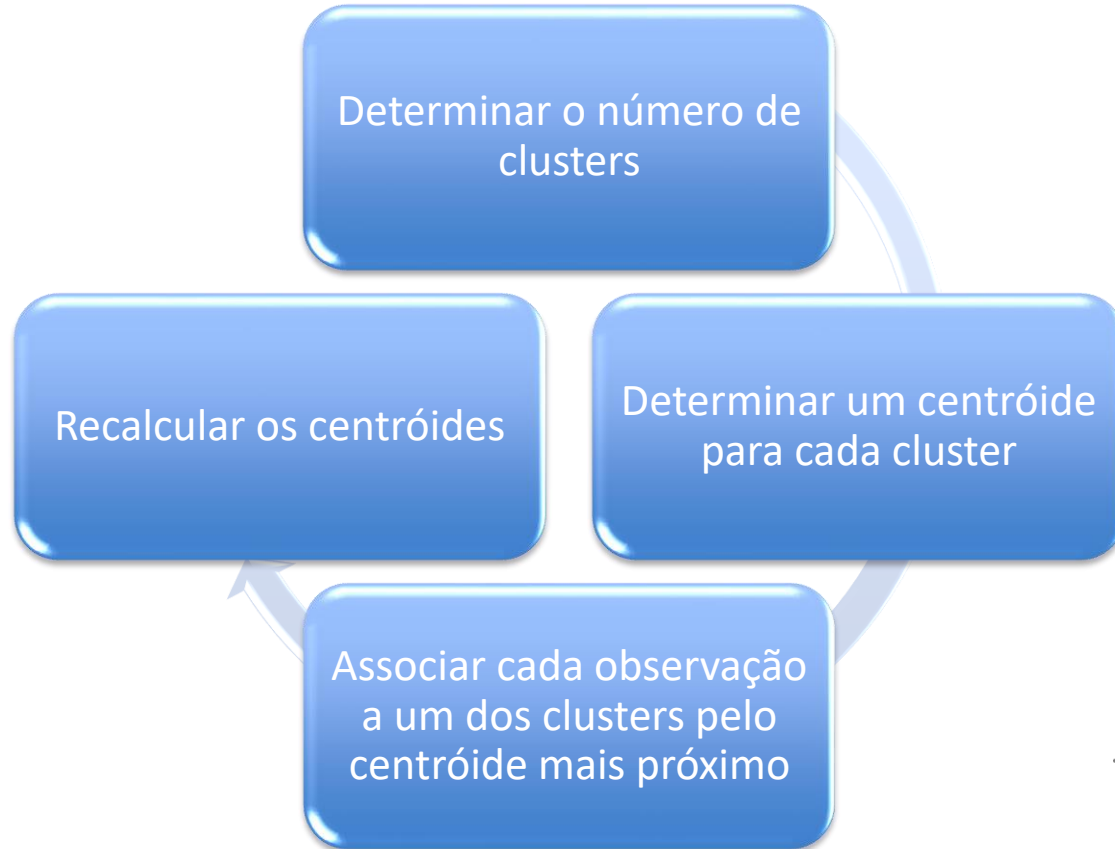 Determinar o número de
clusters
Determinar um centróide
para cada cluster
Associar cada observação
a um dos clusters pelo
centróide mais próximo
Recalcular os centróides